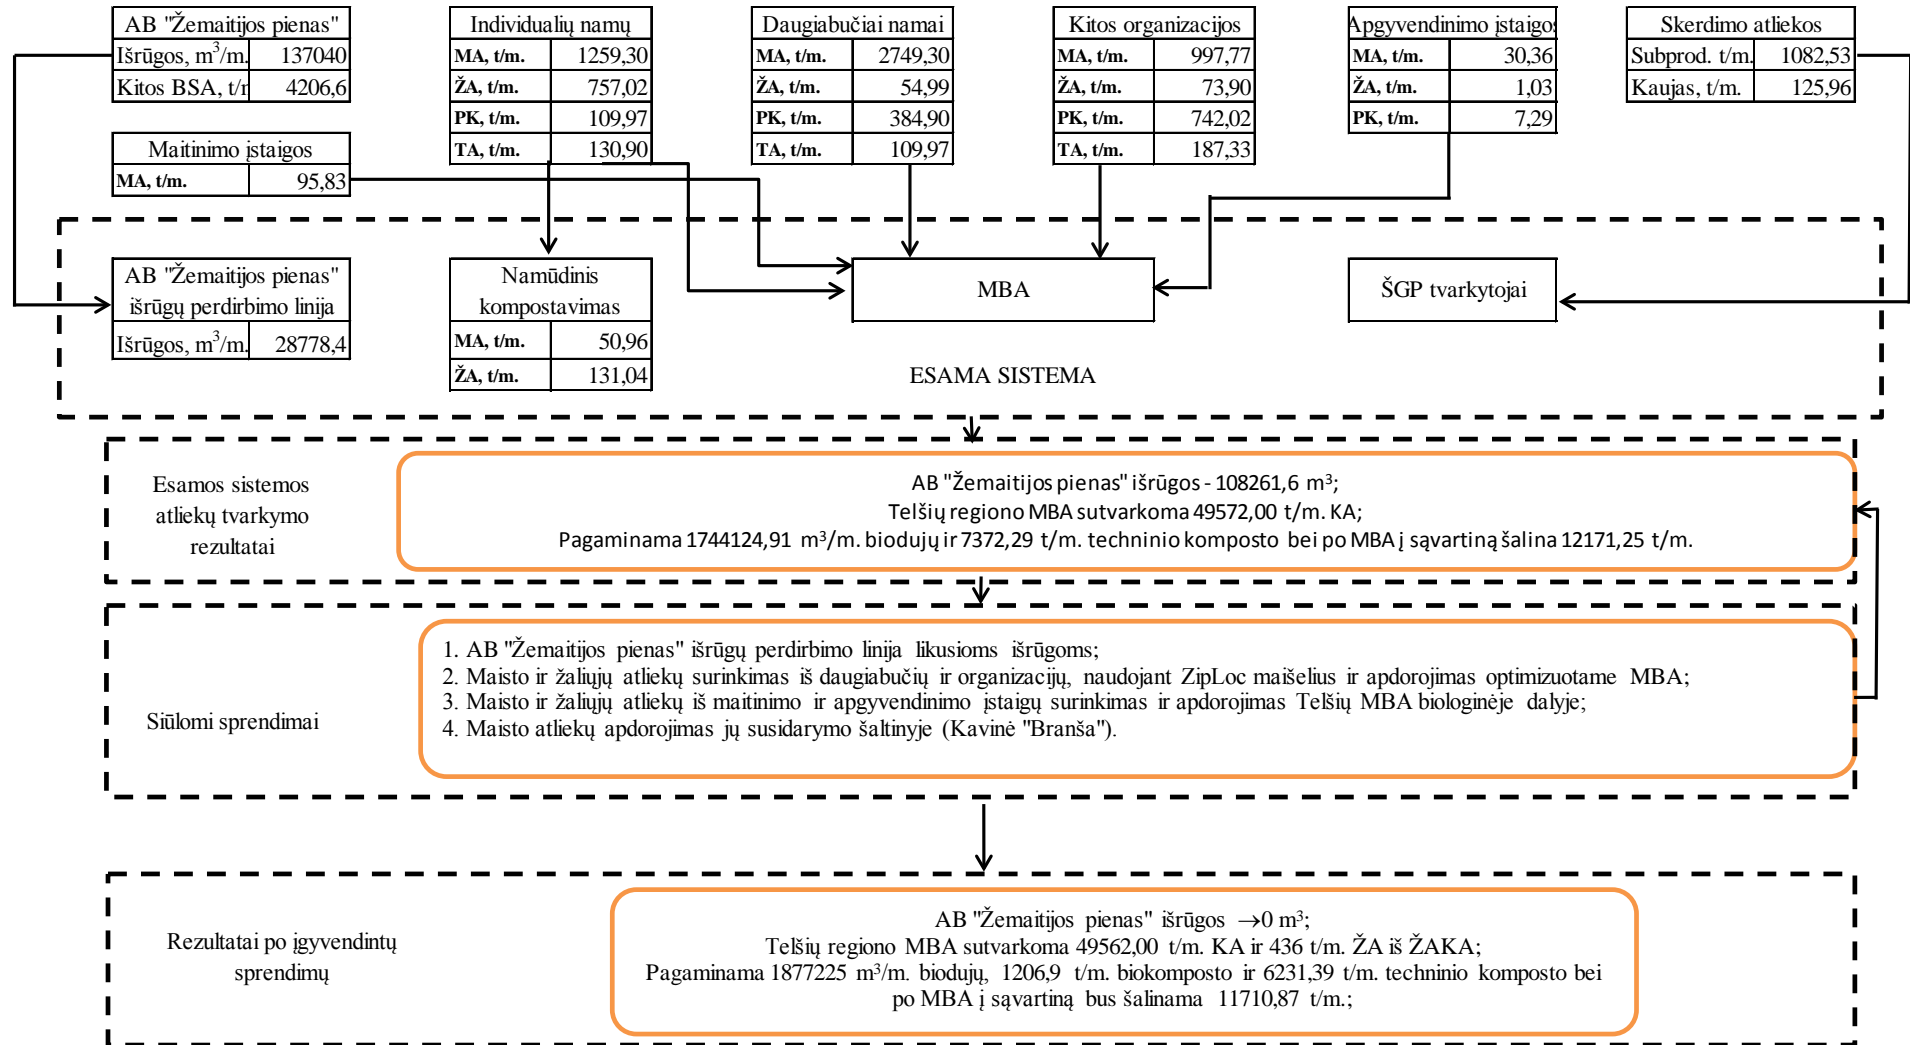 AB "Žemaitijos pienas"
Išrūgos, m³/m. 137040
Kitos BSA, t/r 4206,6
Maitinimo įstaigos
MA, t/m. 95,83
Individualių namų
MA, t/m. 1259,30
ŽA, t/m. 757,02
PK, t/m. 109,97
TA, t/m. 130,90
Daugiabučiai namai
MA, t/m. 2749,30
ŽA, t/m. 54,99
PK, t/m. 384,90
TA, t/m. 109,97
Kitos organizacijos
MA, t/m. 997,77
ŽA, t/m. 73,90
PK, t/m. 742,02
TA, t/m. 187,33
Apgyvendinimo įstaigos
MA, t/m. 30,36
ŽA, t/m. 1,03
PK, t/m. 7,29
Skerdimo atliekos
Subprod. t/m. 1082,53
Kaujas, t/m. 125,96
AB "Žemaitijos pienas"
išrūgų perdirbimo linija
Išrūgos, m³/m. 28778,4
Namūdinis
kompostavimas
MA, t/m. 50,96
ŽA, t/m. 131,04
MBA
ŠGP tvarkytojai
ESAMA SISTEMA
Esamos sistemos
atliekų tvarkymo
rezultatai
AB "Žemaitijos pienas" išrūgos - 108261,6 m³;
Telšių regiono MBA sutvarkoma 49572,00 t/m. KA;
Pagaminama 1744124,91 m³/m. biodujų ir 7372,29 t/m. techninio komposto bei po MBA į sąvartiną šalina 12171,25 t/m.
Siūlomi sprendimai
1. AB "Žemaitijos pienas" išrūgų perdirbimo linija likusioms išrūgoms;
2. Maisto ir žaliųjų atliekų surinkimas iš daugiabučių ir organizacijų, naudojant ZipLoc maišelius ir apdorojimas optimizuotame MBA;
3. Maisto ir žaliųjų atliekų iš maitinimo ir apgyvendinimo įstaigų surinkimas ir apdorojimas Telšių MBA biologinėje dalyje;
4. Maisto atliekų apdorojimas jų susidarymo šaltinyje (Kavinė "Branša").
Rezultatai po įgyvendintų
sprendimų
AB "Žemaitijos pienas" išrūgos →0 m³;
Telšių regiono MBA sutvarkoma 49562,00 t/m. KA ir 436 t/m. ŽA iš ŽAKA;
Pagaminama 1877225 m³/m. biodujų, 1206,9 t/m. biokomposto ir 6231,39 t/m. techninio komposto bei
po MBA į sąvartiną bus šalinama 11710,87 t/m.;